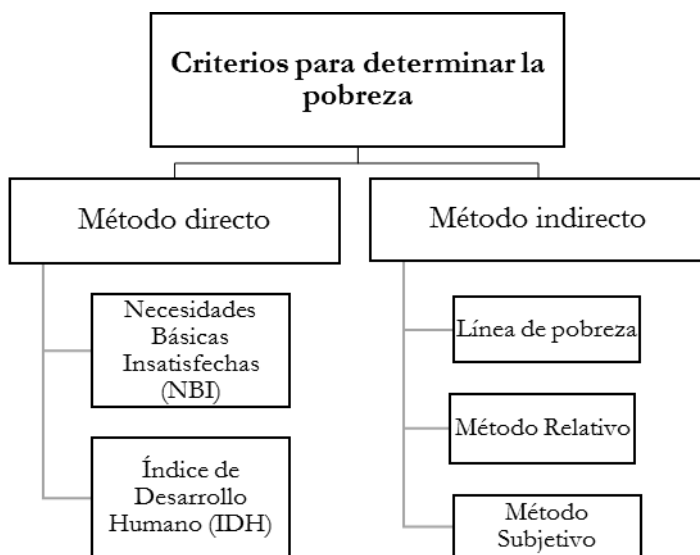 Criterios para determinar la
pobreza
Método directo
Método indirecto
Necesidades
Básicas
Insatisfechas
(NBI)
Índice de
Desarrollo
Humano (IDH)
Línea de pobreza
Método Relativo
Método
Subjetivo